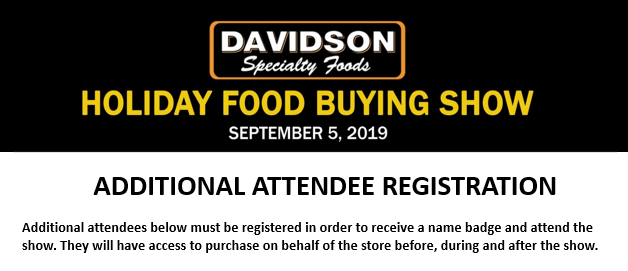 DAVIDSON
Specialty Foods
HOLIDAY FOOD BUYING SHOW
SEPTEMBER 5, 2019
ADDITIONAL ATTENDEE REGISTRATION
Additional attendees below must be registered in order to receive a name badge and attend the
show. They will have access to purchase on behalf of the store before, during and after the show.